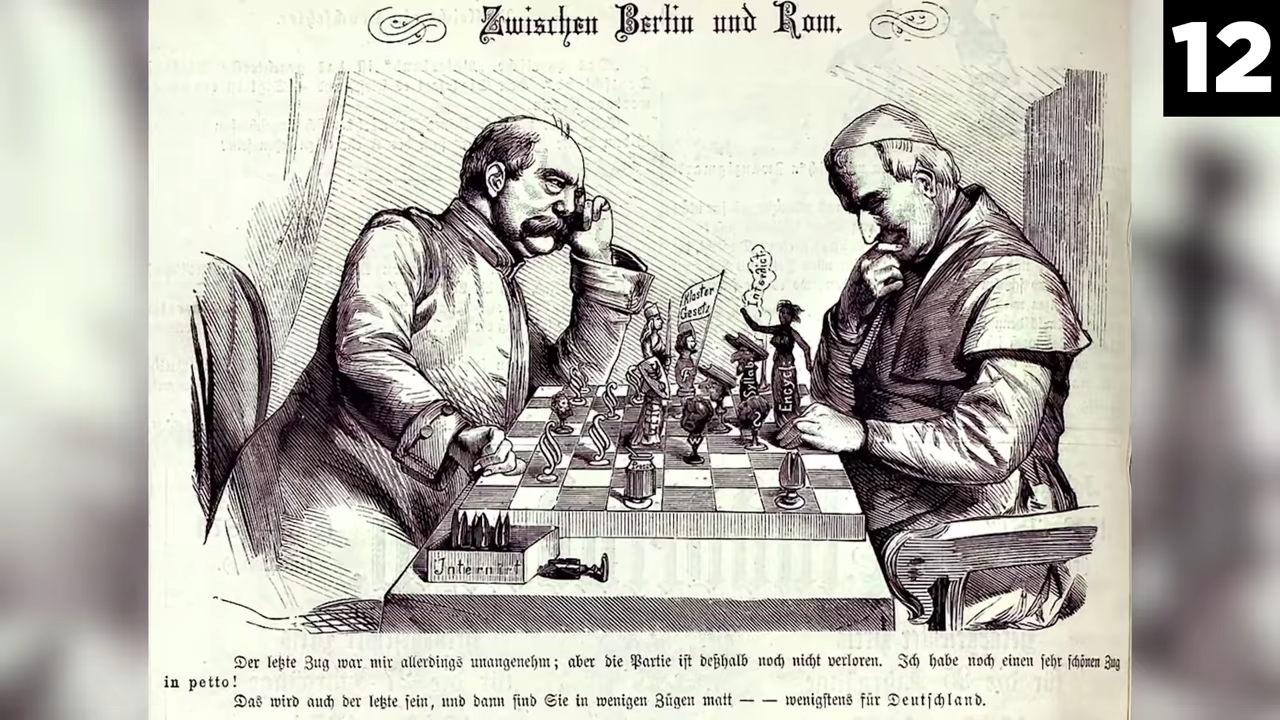 Zwischen Berlin und Rom.
12
Interdict
Kloster
Gesetz
Syllab
Encycl
Internirt
Der letzte Zug war mir allerdings unangenehm; aber die Partie ist deßhalb noch nicht verloren. Ich habe noch einen sehr schönen Zug
in petto!
Das wird auch der letzte sein, und dann sind Sie in wenigen Zügen matt — — wenigstens für Deutschland.